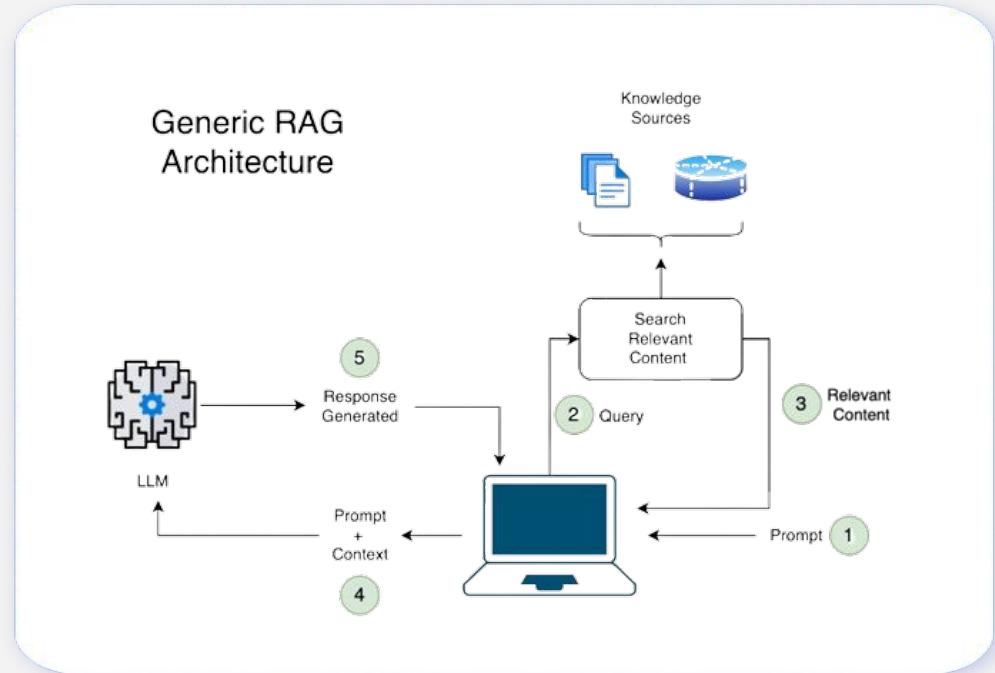 Generic RAG
Architecture
Knowledge
Sources
Search
Relevant
Content
5
Response
Generated
2 Query
3 Relevant
Content
LLM
Prompt
+
Context
4
Prompt 1